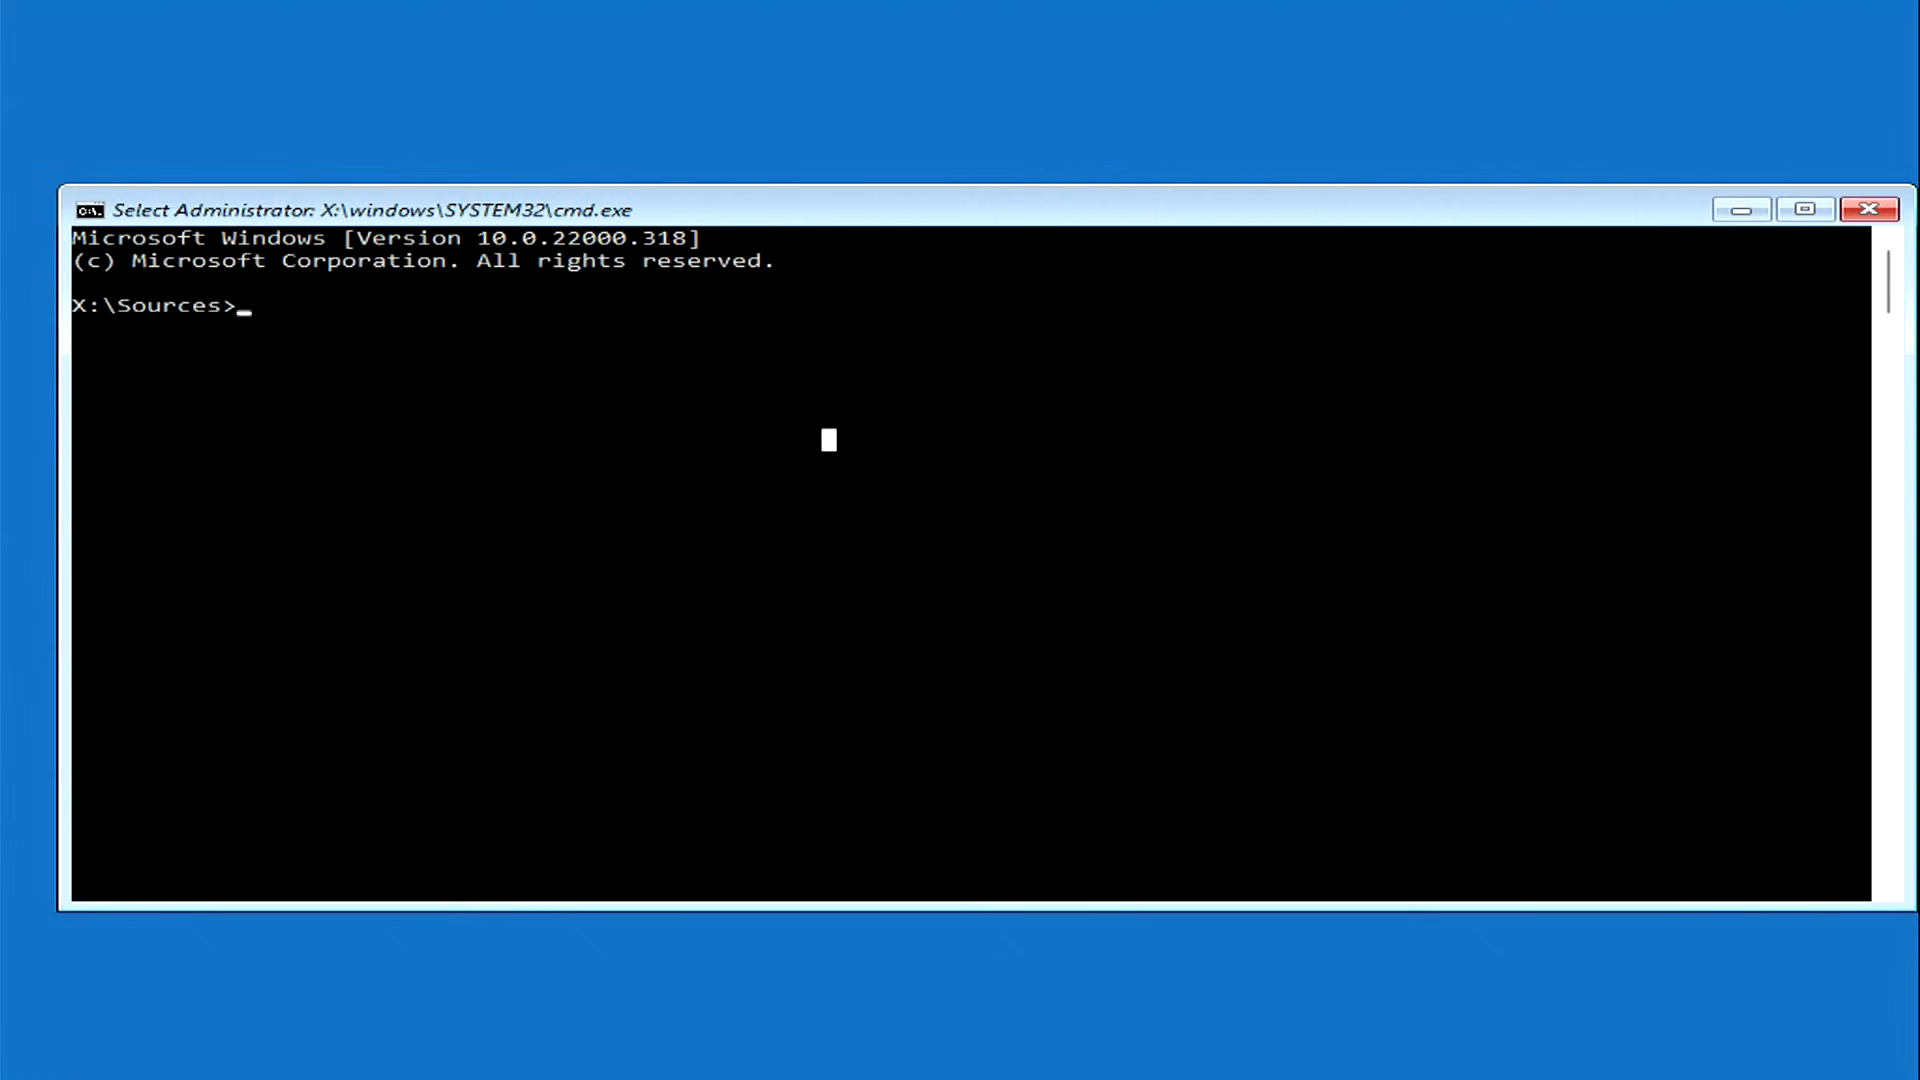 Select Administrator: X:\windows\SYSTEM32\cmd.exe
Microsoft Windows [Version 10.0.22000.318]
(c) Microsoft Corporation. All rights reserved.
X:\Sources>